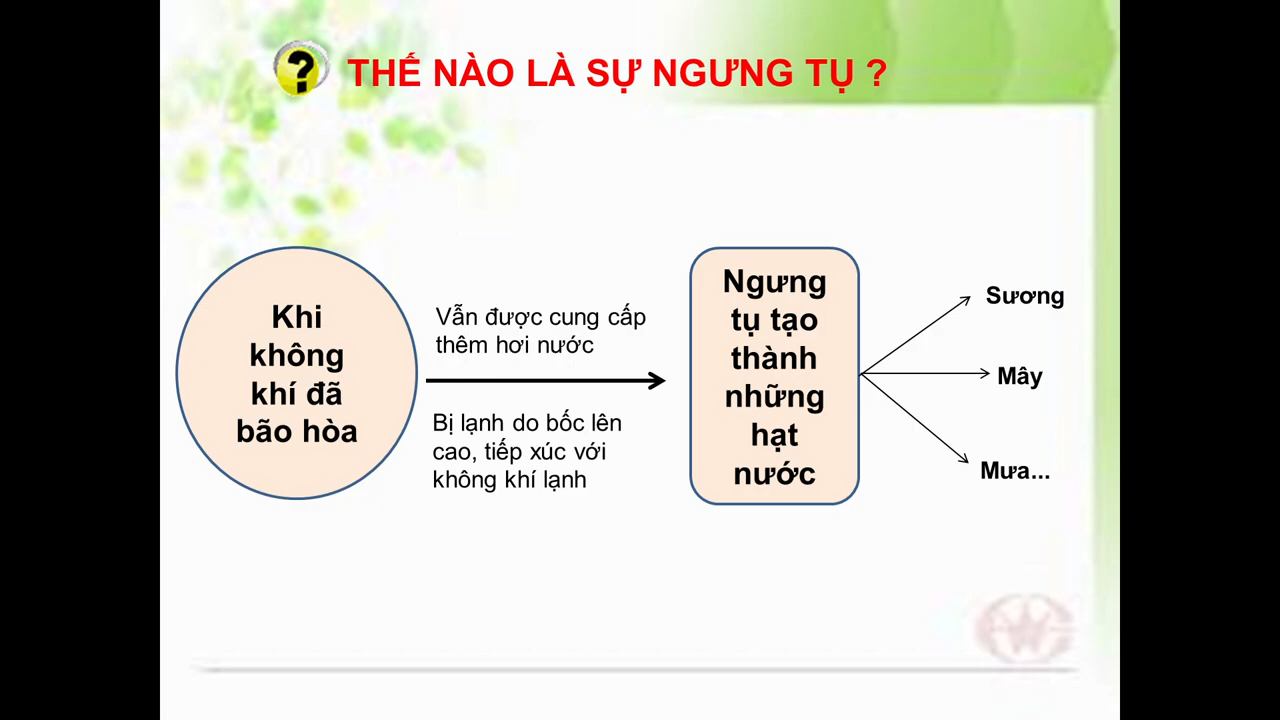 ?
THẾ NÀO LÀ SỰ NGƯNG TỤ ?
Khi
không
khí đã
bão hòa
Vẫn được cung cấp
thêm hơi nước
Bị lạnh do bốc lên
cao, tiếp xúc với
không khí lạnh
Ngưng
tụ tạo
thành
những
hạt
nước
Sương
Mây
Mưa...